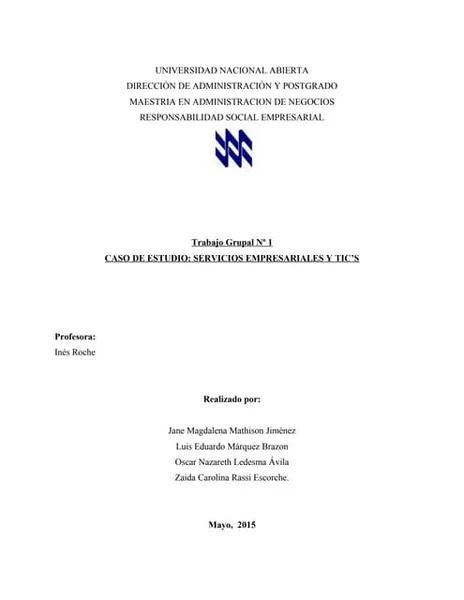 UNIVERSIDAD NACIONAL ABIERTA
DIRECCIÓN DE ADMINISTRACIÓN Y POSTGRADO
MAESTRIA EN ADMINISTRACION DE NEGOCIOS
RESPONSABILIDAD SOCIAL EMPRESARIAL
Trabajo Grupal Nº 1
CASO DE ESTUDIO: SERVICIOS EMPRESARIALES Y TIC'S
Profesora:
Inés Roche
Realizado por:
Jane Magdalena Mathison Jiménez
Luis Eduardo Márquez Brazon
Oscar Nazareth Ledesma Ávila
Zaida Carolina Rassi Escorche.
Mayo, 2015